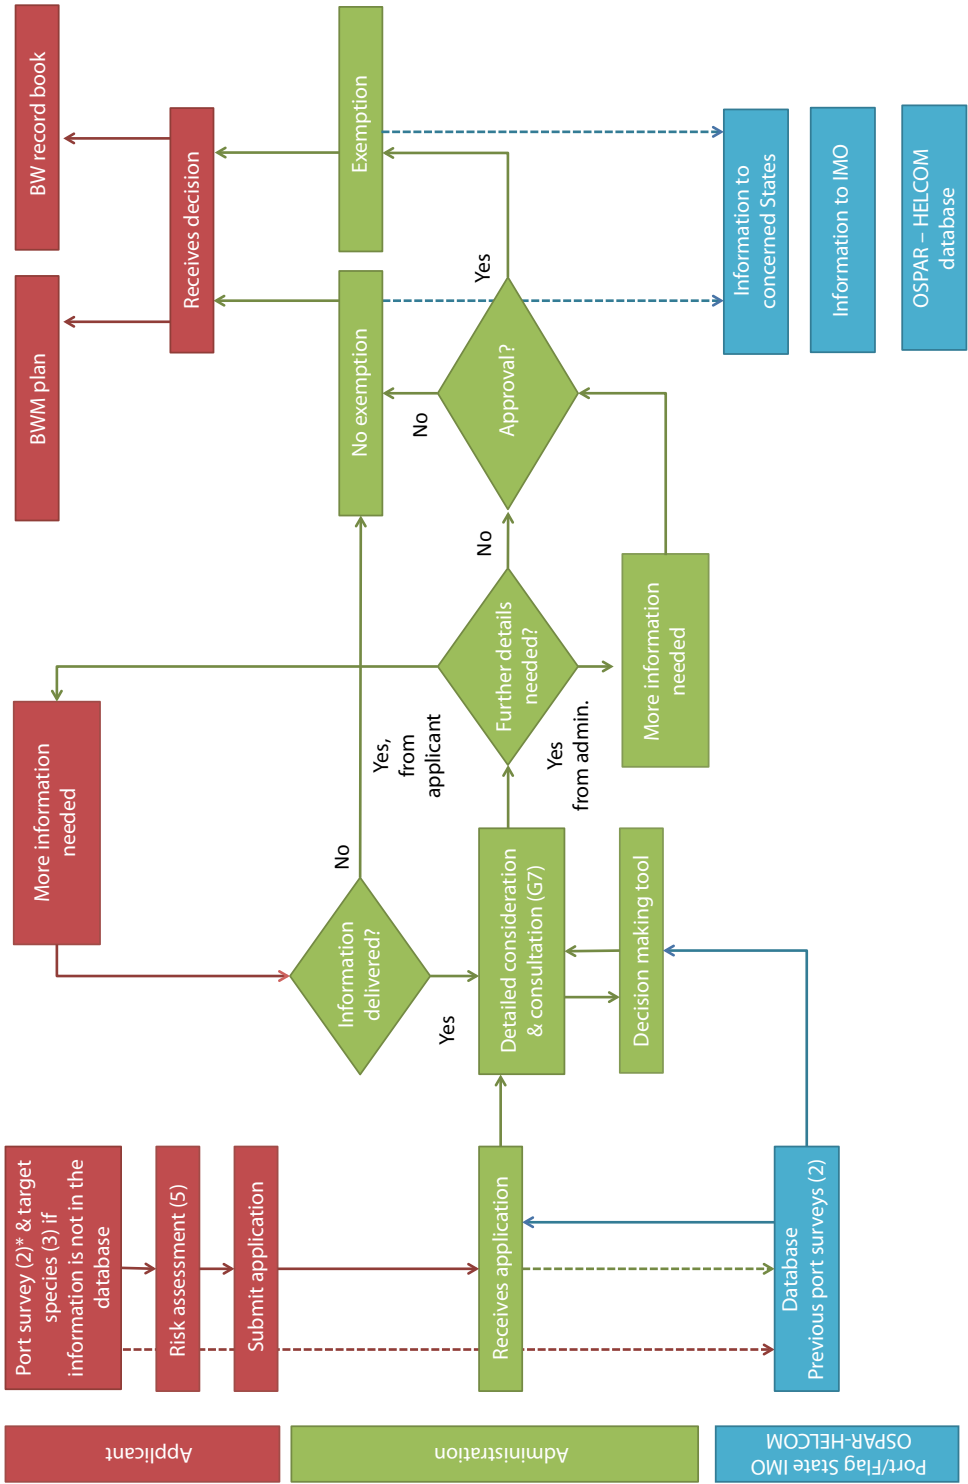 Applicant
Port survey (2)* & target
species (3) if
information is not in the
database
Risk assessment (5)
Submit application
More information
needed
BWM plan
BW record book
Receives decision
Administration
Receives application
Information
delivered?
No
Yes
Detailed consideration
& consultation (G7)
Decision making tool
Yes,
from
applicant
Further details
needed?
Yes
from admin.
No
More information
needed
Approval?
No
Yes
No exemption
Exemption
Port/Flag State IMO
OSPAR-HELCOM
Database
Previous port surveys (2)
Information to
concerned States
Information to IMO
OSPAR – HELCOM
database